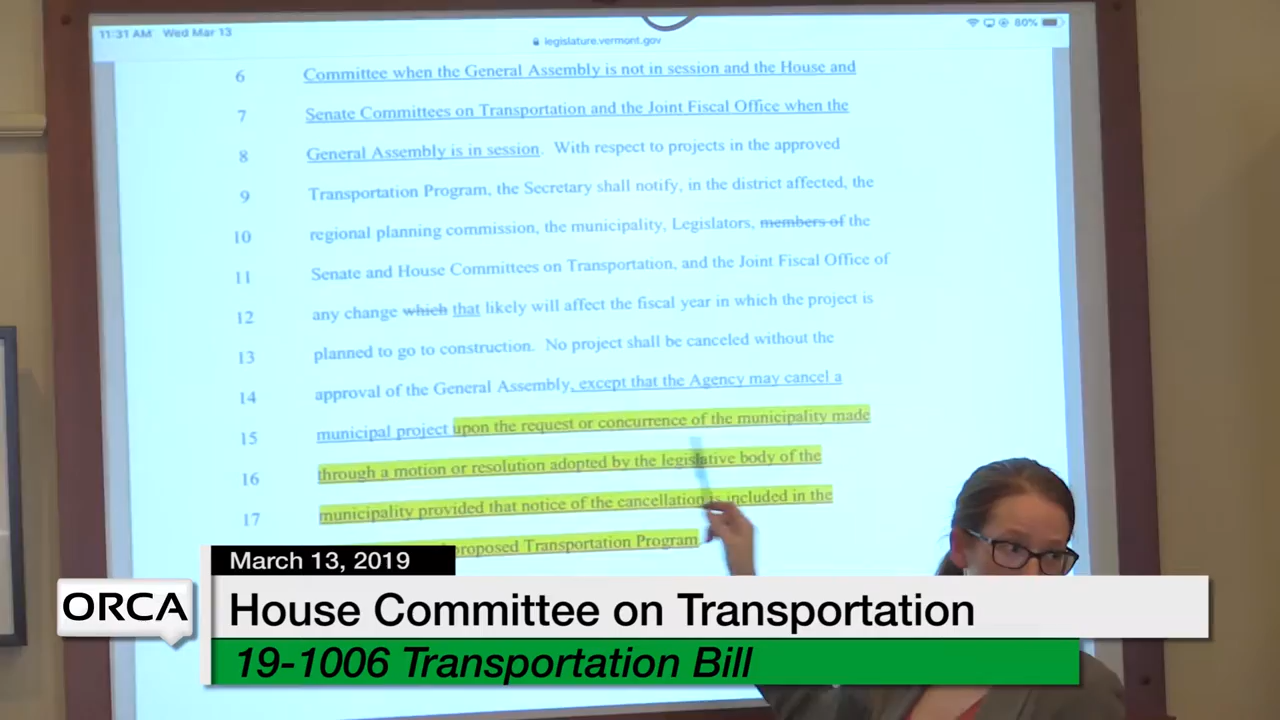 11:31 AM Wed Mar 13
80%
legislature.vermont.gov
6 Committee when the General Assembly is not in session and the House and
7 Senate Committees on Transportation and the Joint Fiscal Office when the
8 General Assembly is in session. With respect to projects in the approved
9 Transportation Program, the Secretary shall notify, in the district affected, the
10 regional planning commission, the municipality, Legislators, members of the
11 Senate and House Committees on Transportation, and the Joint Fiscal Office of
12 any change which that likely will affect the fiscal year in which the project is
13 planned to go to construction. No project shall be canceled without the
14 approval of the General Assembly, except that the Agency may cancel a
15 municipal project upon the request or concurrence of the municipality made
16 through a motion or resolution adopted by the legislative body of the
17 municipality provided that notice of the cancellation is included in the
proposed Transportation Program
March 13, 2019
ORCA
House Committee on Transportation
19-1006 Transportation Bill